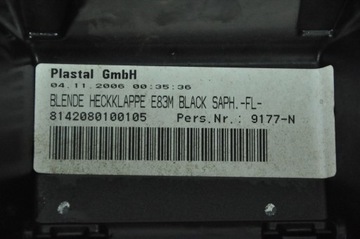 Plastal GmbH
04.11.2006 00:35:36
BLENDE HECKKLAPPE E83M BLACK SAPH.-FL-
8142080100105 Pers.Nr.: 9177-N